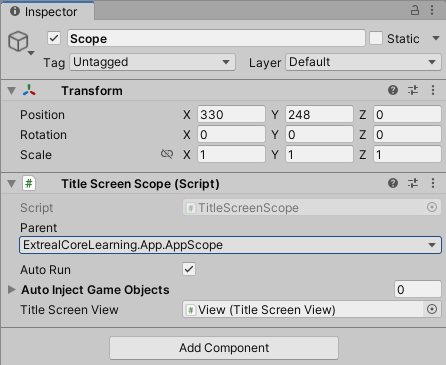 Inspector
Scope
Static
Tag Untagged Layer Default
Transform
Position X 330 Y 248 Z 0
Rotation X 0 Y 0 Z 0
Scale X 1 Y 1 Z 1
# Title Screen Scope (Script)
Script # TitleScreenScope
Parent
ExtrealCoreLearning.App.AppScope
Auto Run
Auto Inject Game Objects 0
Title Screen View # View (Title Screen View)
Add Component